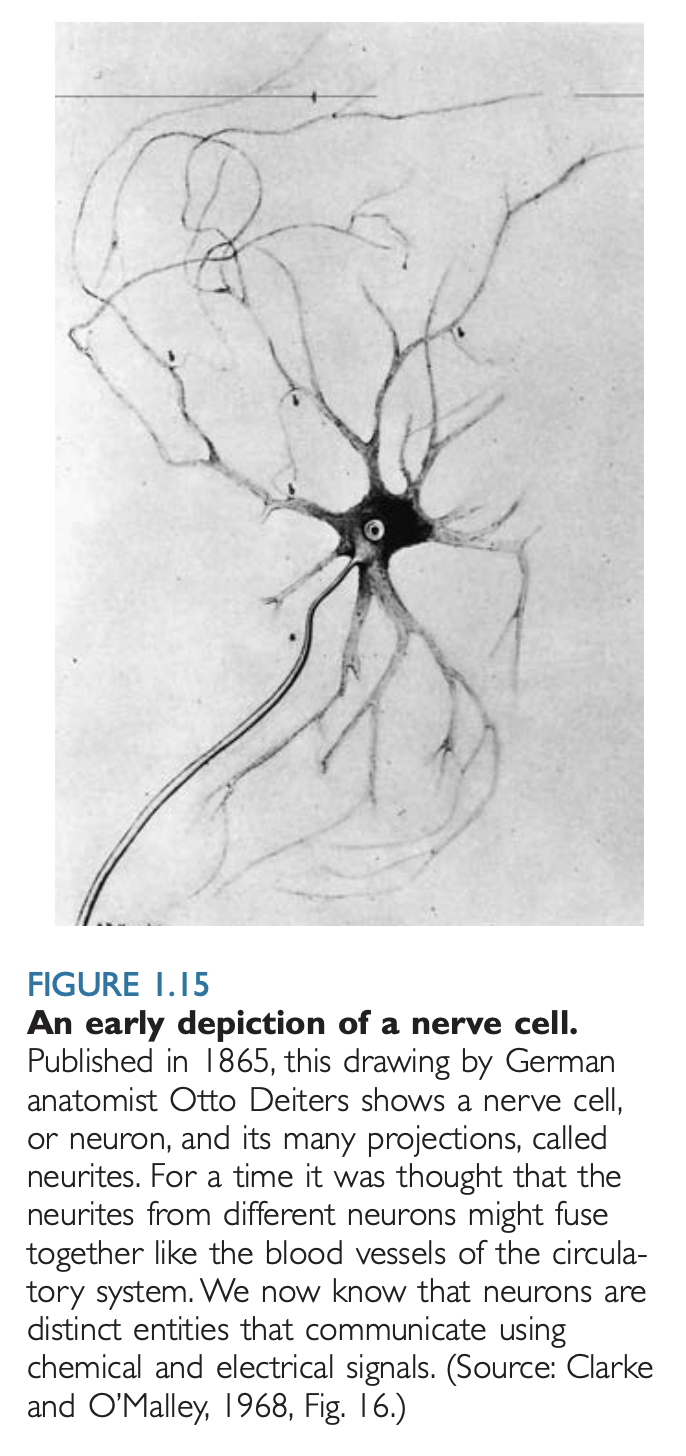 FIGURE 1.15
An early depiction of a nerve cell.
Published in 1865, this drawing by German
anatomist Otto Deiters shows a nerve cell,
or neuron, and its many projections, called
neurites. For a time it was thought that the
neurites from different neurons might fuse
together like the blood vessels of the circula-
tory system. We now know that neurons are
distinct entities that communicate using
chemical and electrical signals. (Source: Clarke
and O’Malley, 1968, Fig. 16.)